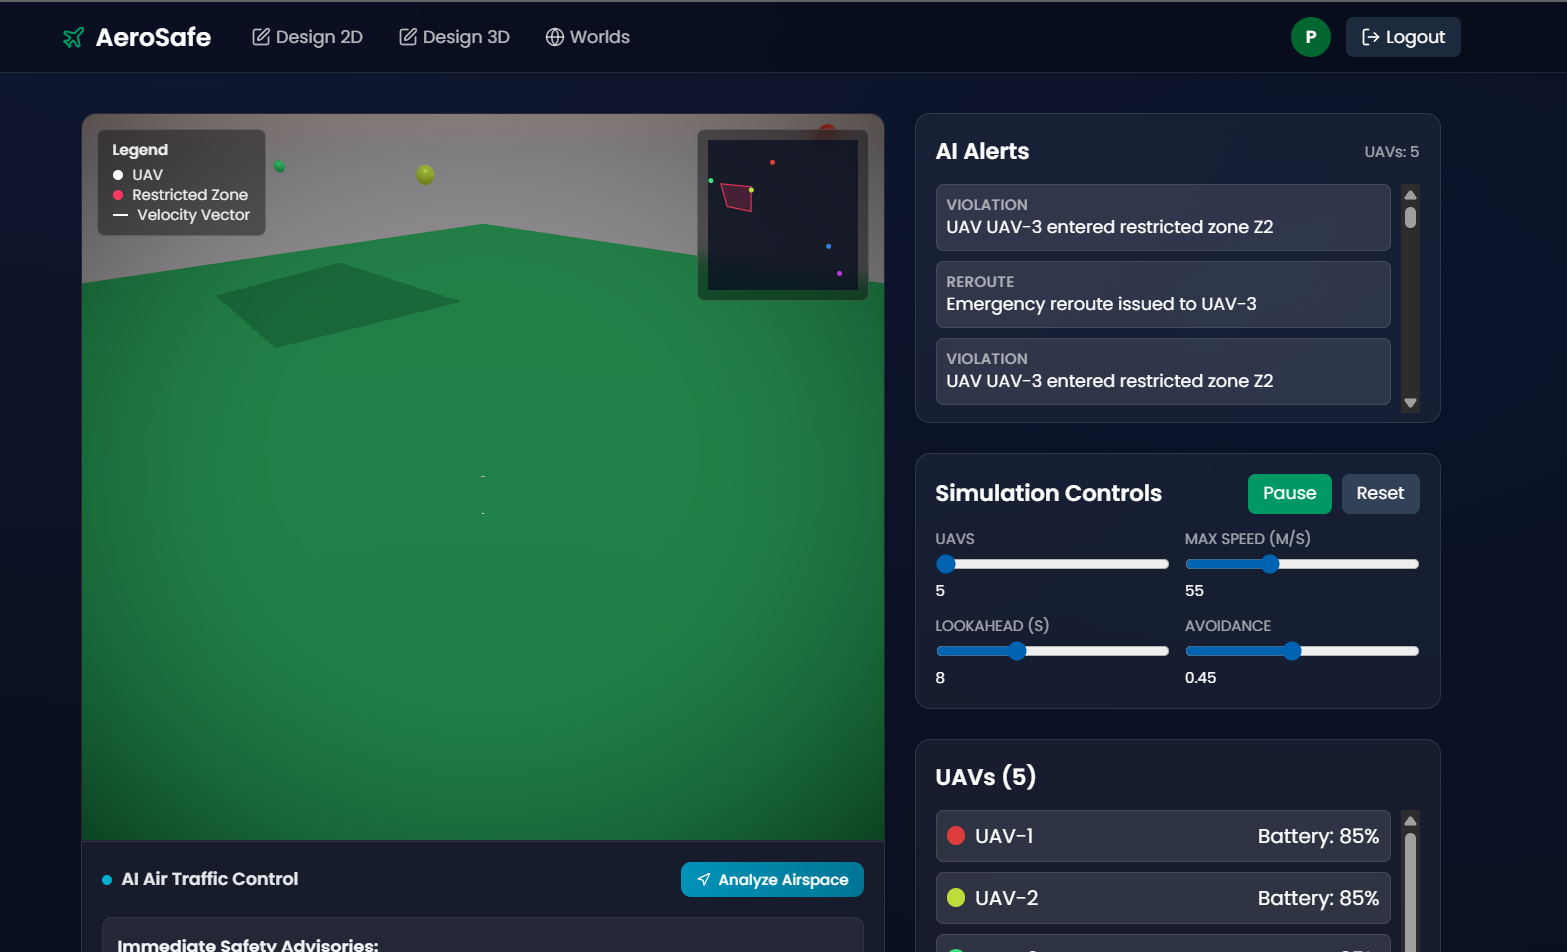 AeroSafe
Design 2D
Design 3D
Worlds
P
Logout
Legend
UAV
Restricted Zone
Velocity Vector
AI Alerts
UAVs: 5
VIOLATION
UAV UAV-3 entered restricted zone Z2
REROUTE
Emergency reroute issued to UAV-3
VIOLATION
UAV UAV-3 entered restricted zone Z2
Simulation Controls
Pause
Reset
UAVS
5
MAX SPEED (M/S)
55
LOOKAHEAD (S)
8
AVOIDANCE
0.45
UAVs (5)
UAV-1
Battery: 85%
UAV-2
Battery: 85%
AI Air Traffic Control
Analyze Airspace
Immediate Safety Advisories: